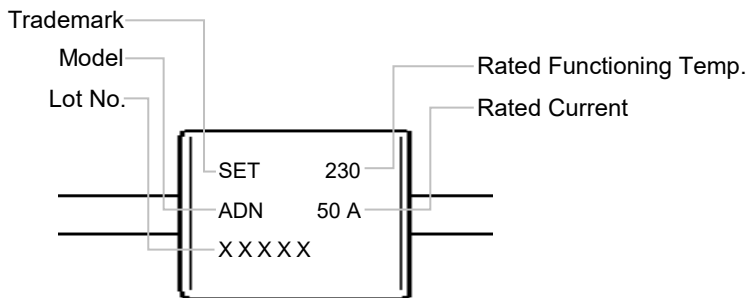 Trademark
Model
Lot No.
Rated Functioning Temp.
Rated Current
SET 230
ADN 50 A
X X X X X